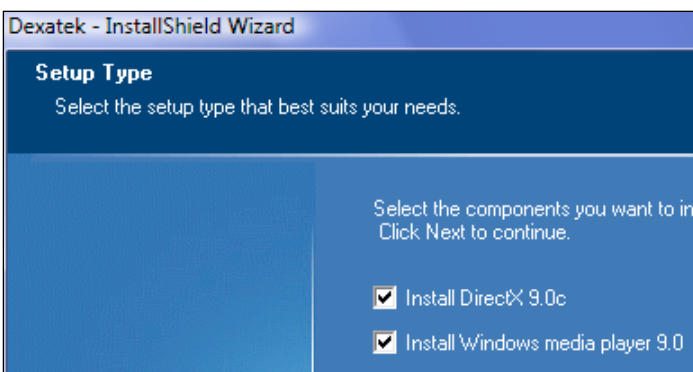 Dexatek - InstallShield Wizard
Setup Type
Select the setup type that best suits your needs.
Select the components you want to in
Click Next to continue.
Install DirectX 9.0c
Install Windows media player 9.0